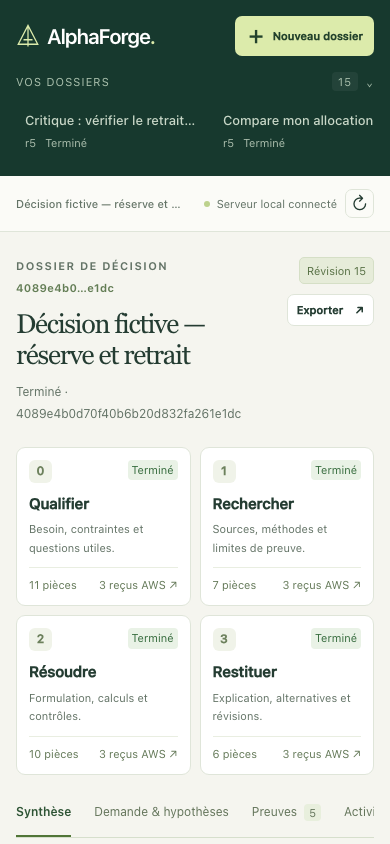 AlphaForge.
+ Nouveau dossier
VOS DOSSIERS
15
Critique : vérifier le retrait...
r5 Terminé
Compare mon allocation
r5 Terminé
Décision fictive — réserve et ...
Serveur local connecté
DOSSIER DE DÉCISION
4089e4b0...e1dc
Révision 15
Exporter ↗
Décision fictive —
réserve et retrait
Terminé ·
4089e4b0d70f40b6b20d832fa261e1dc
0
Terminé
Qualifier
Besoin, contraintes et
questions utiles.
11 pièces
3 reçus AWS ↗
1
Terminé
Rechercher
Sources, méthodes et
limites de preuve.
7 pièces
3 reçus AWS ↗
2
Terminé
Résoudre
Formulation, calculs et
contrôles.
10 pièces
3 reçus AWS ↗
3
Terminé
Restituer
Explication, alternatives et
révisions.
6 pièces
3 reçus AWS ↗
Synthèse
Demande & hypothèses
Preuves 5
Activi